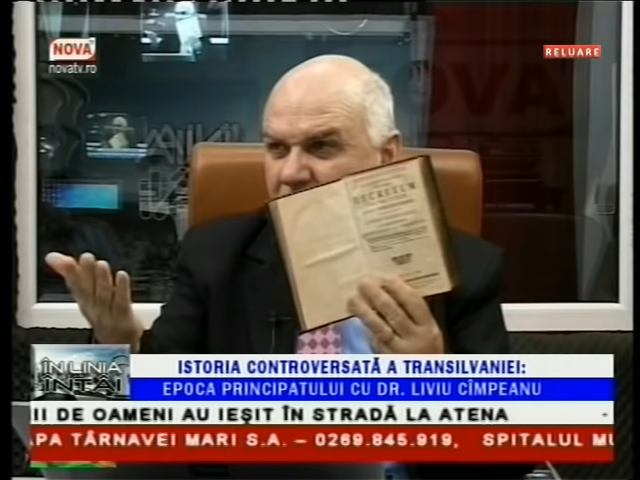 NOVA
novatv.ro
RELUARE
DECREEUM
ÎN LINIA
ÎNTÂI
ISTORIA CONTROVERSATĂ A TRANSILVANIEI:
EPOCA PRINCIPATULUI CU DR. LIVIU CÎMPEANU
II DE OAMENI AU IEŞIT ÎN STRADĂ LA ATENA -
APA TÂRNAVEI MARI S.A. – 0269.845.919, SPITALUL MU